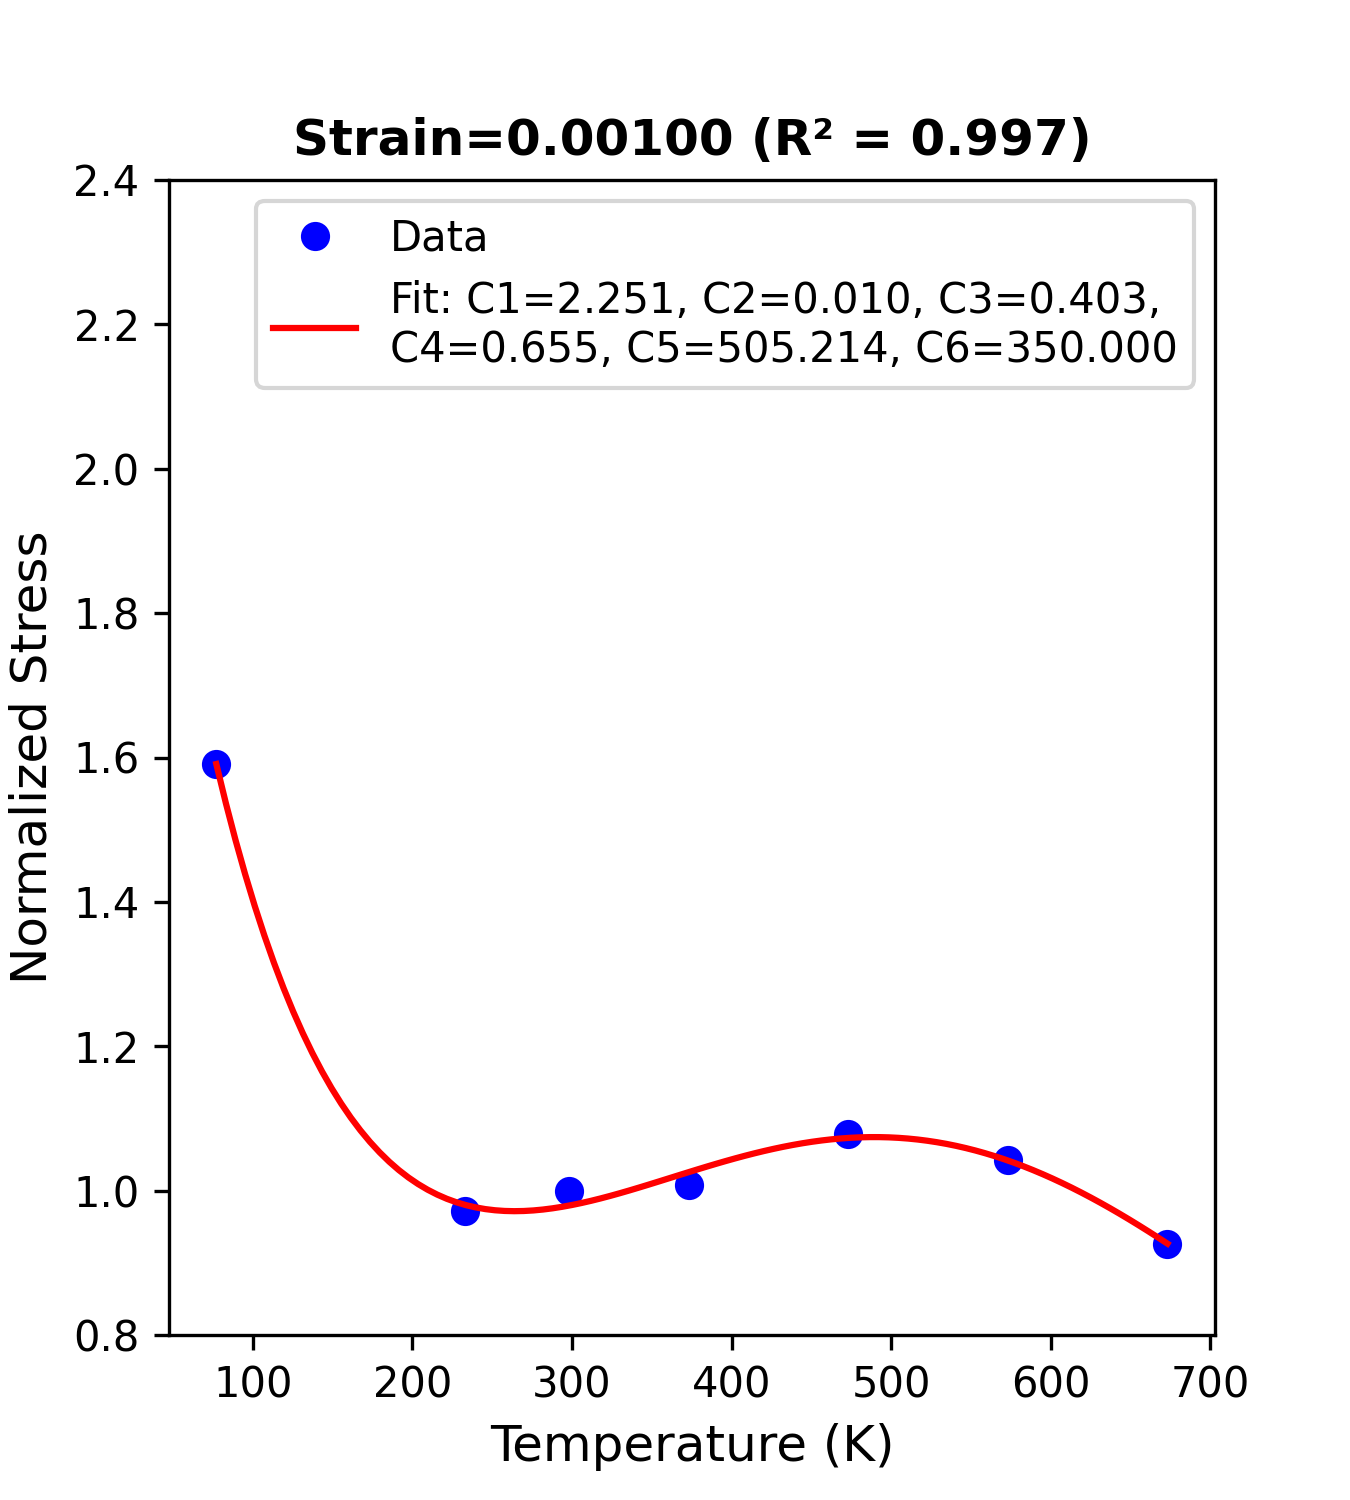 Strain=0.00100 (R² = 0.997)
2.4
2.2
2.0
1.8
1.6
1.4
1.2
1.0
0.8
Data
Fit: C1=2.251, C2=0.010, C3=0.403,
C4=0.655, C5=505.214, C6=350.000
Normalized Stress
100 200 300 400 500 600 700
Temperature (K)